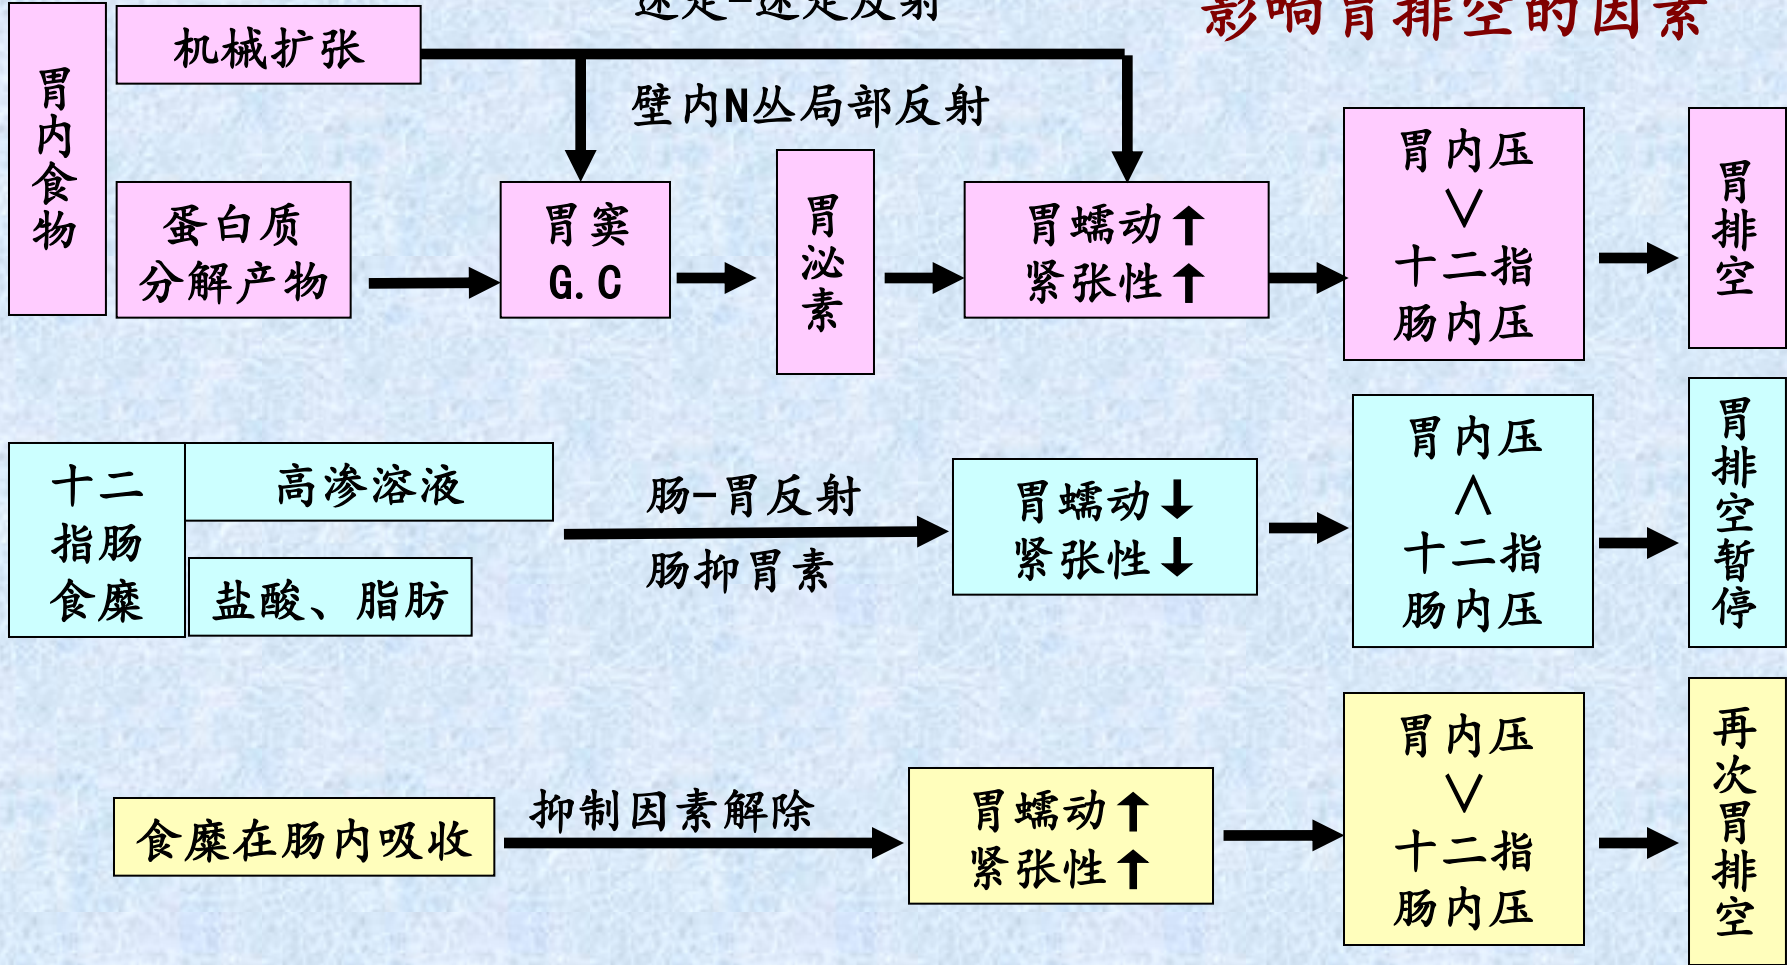 迷走-迷走反射
影响胃排空的因素
机械扩张
胃内食物
壁内N丛局部反射
蛋白质
分解产物
胃窦
G.C
胃泌素
胃蠕动↑
紧张性↑
胃内压
∨
十二指
肠内压
胃排空
十二
指肠
食糜
高渗溶液
盐酸、脂肪
肠-胃反射
肠抑胃素
胃蠕动↓
紧张性↓
胃内压
∧
十二指
肠内压
胃排空暂停
食糜在肠内吸收
抑制因素解除
胃蠕动↑
紧张性↑
胃内压
∨
十二指
肠内压
再次胃排空